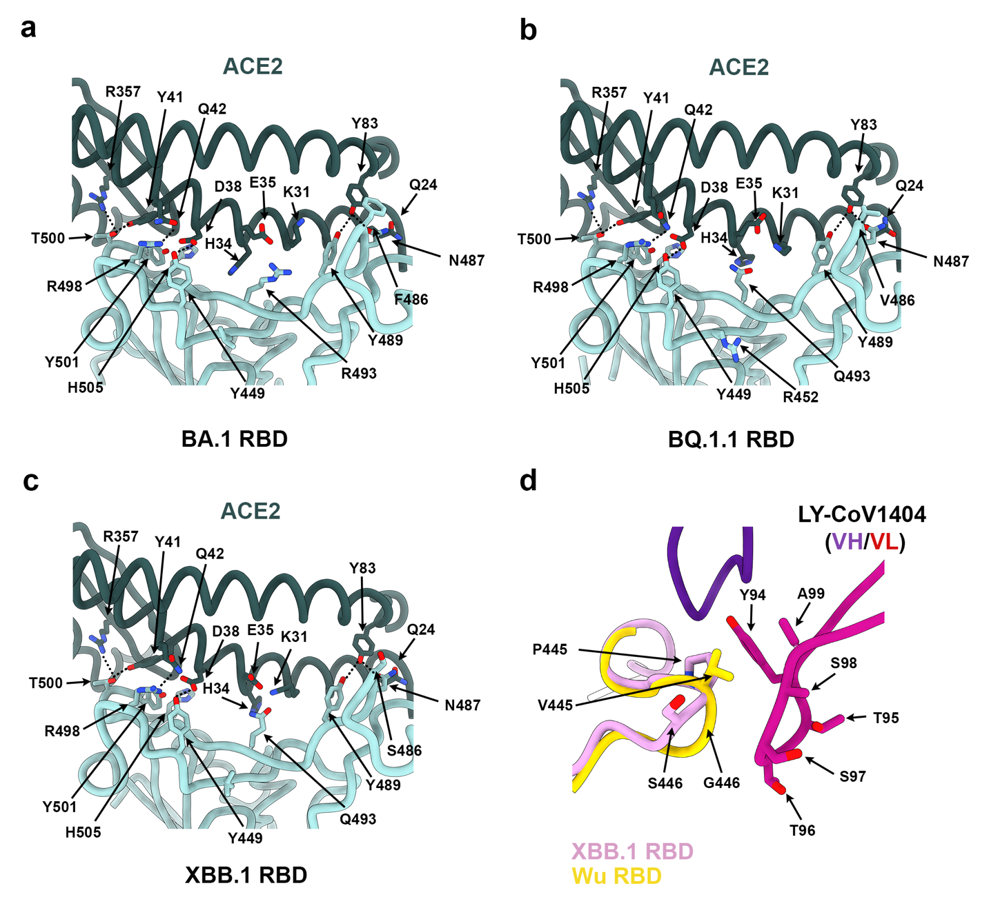 a
ACE2
R357
Y41
Q42
Y83
D38
E35
K31
Q24
T500
H34
N487
R498
F486
Y501
Y489
H505
Y449
R493
BA.1 RBD
b
ACE2
R357
Y41
Q42
Y83
D38
E35
K31
Q24
T500
H34
N487
R498
V486
Y501
Y489
H505
Y449
R452
Q493
BQ.1.1 RBD
c
ACE2
R357
Y41
Q42
Y83
D38
E35
K31
Q24
T500
H34
N487
R498
S486
Y501
Y489
H505
Y449
Q493
XBB.1 RBD
d
LY-CoV1404
(VH/VL)
Y94
A99
P445
S98
V445
T95
S446
G446
S97
T96
XBB.1 RBD
Wu RBD